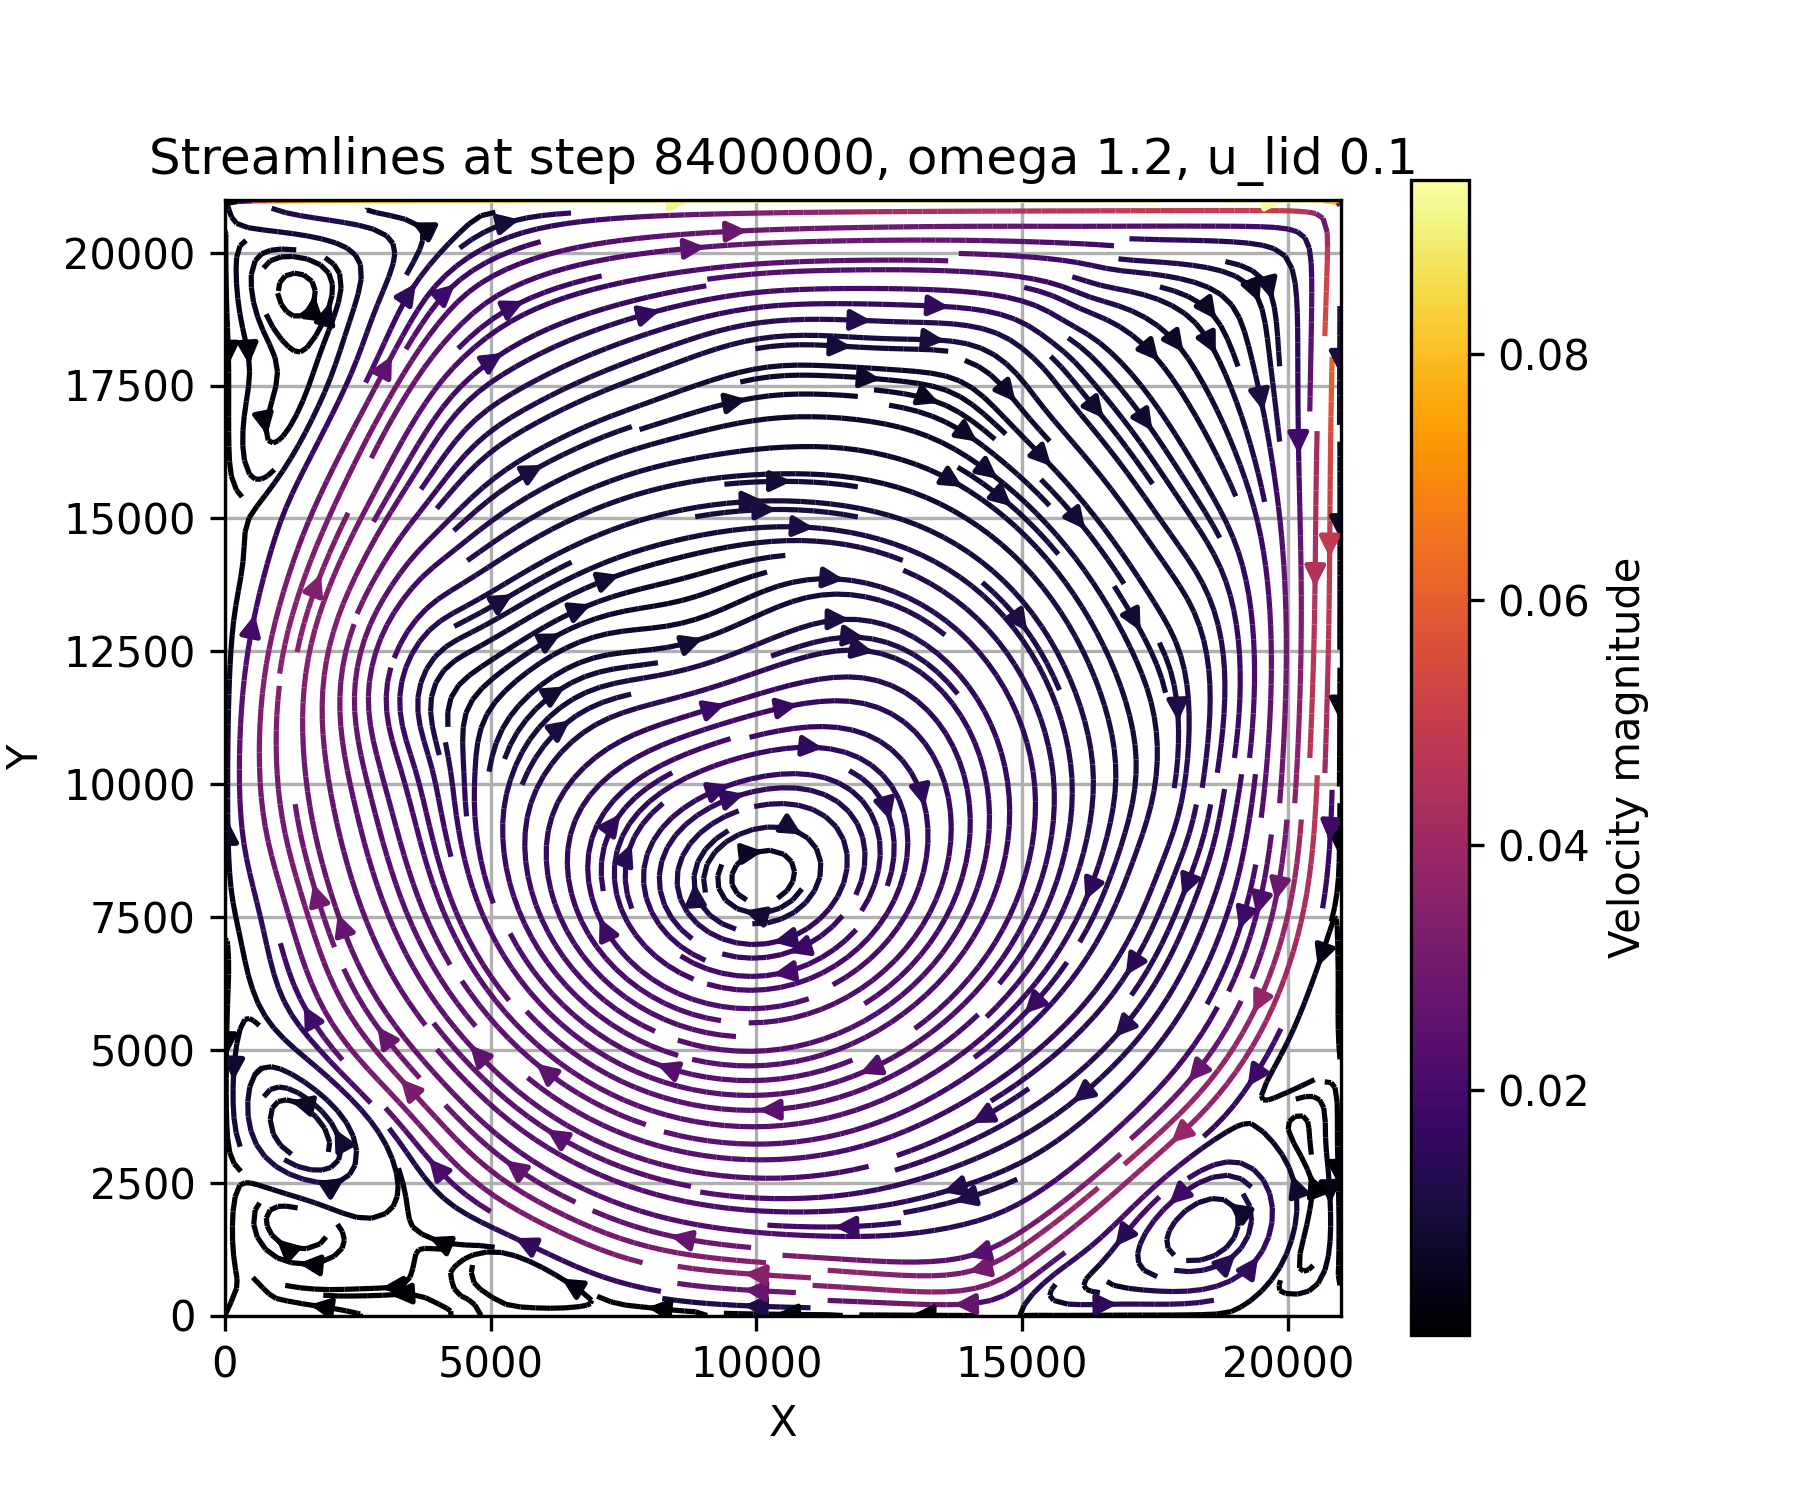 Streamlines at step 8400000, omega 1.2, u_lid 0.1
20000
17500
15000
12500
10000
7500
5000
2500
0
Y
0 5000 10000 15000 20000
X
0.08
0.06
0.04
0.02
Velocity magnitude